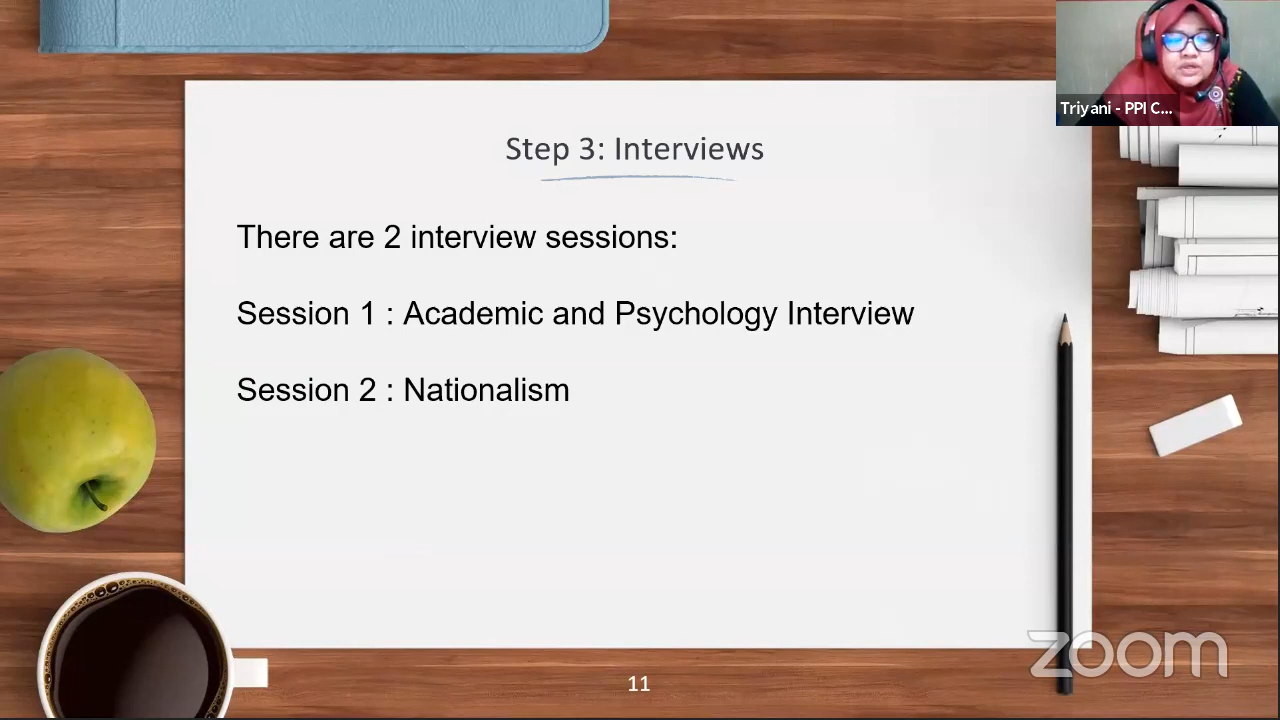 Triyani - PPI C...
Step 3: Interviews
There are 2 interview sessions:
Session 1 : Academic and Psychology Interview
Session 2 : Nationalism
zoom
11